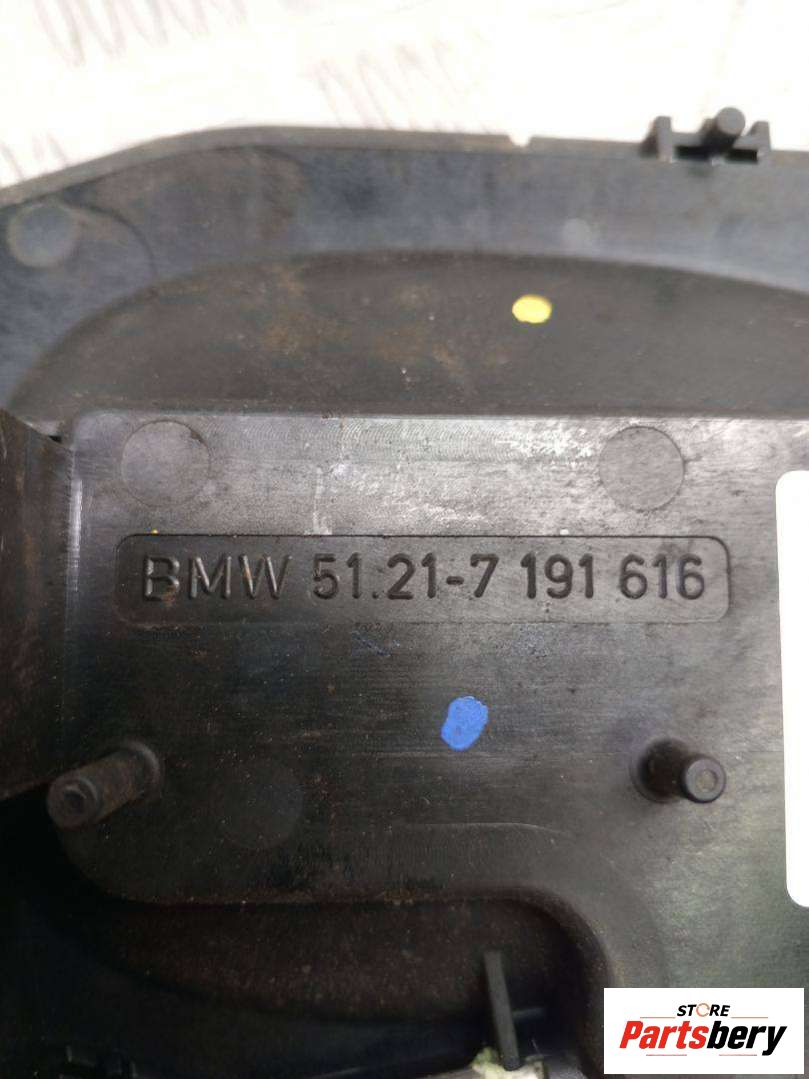 BMW 51.21-7 191 616
STORE
Partsbery